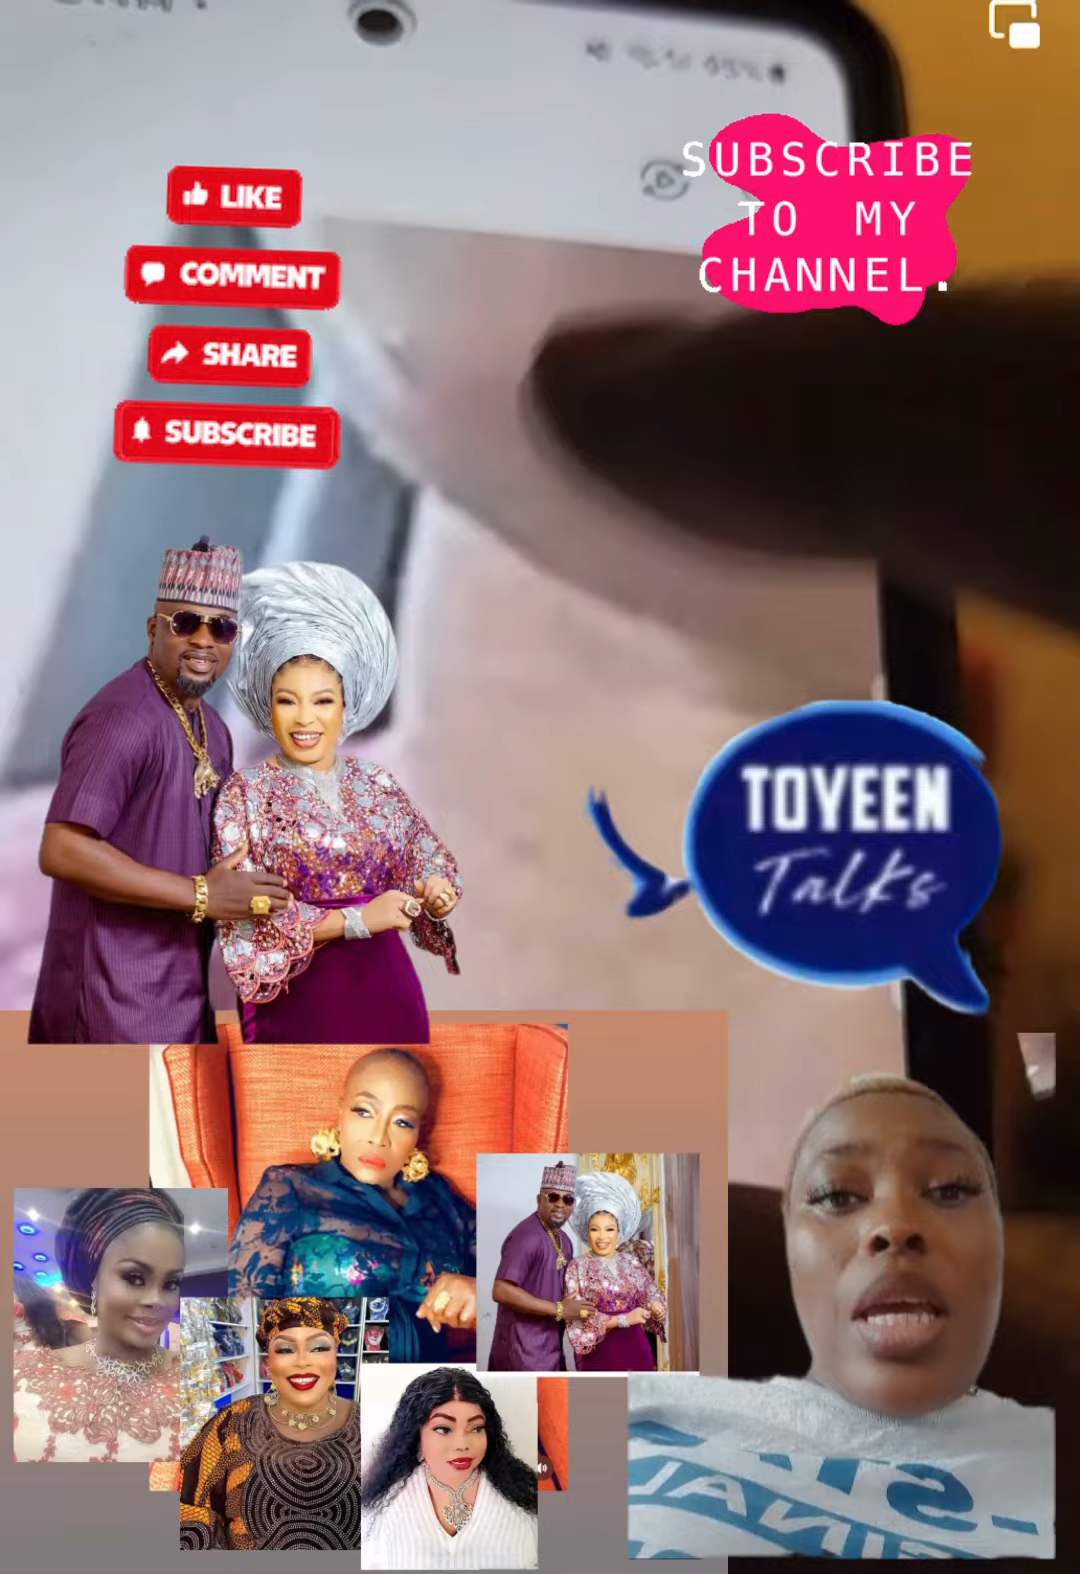 SUBSCRIBE
TO MY
CHANNEL.
LIKE
COMMENT
SHARE
SUBSCRIBE
TOYEEN
Talks